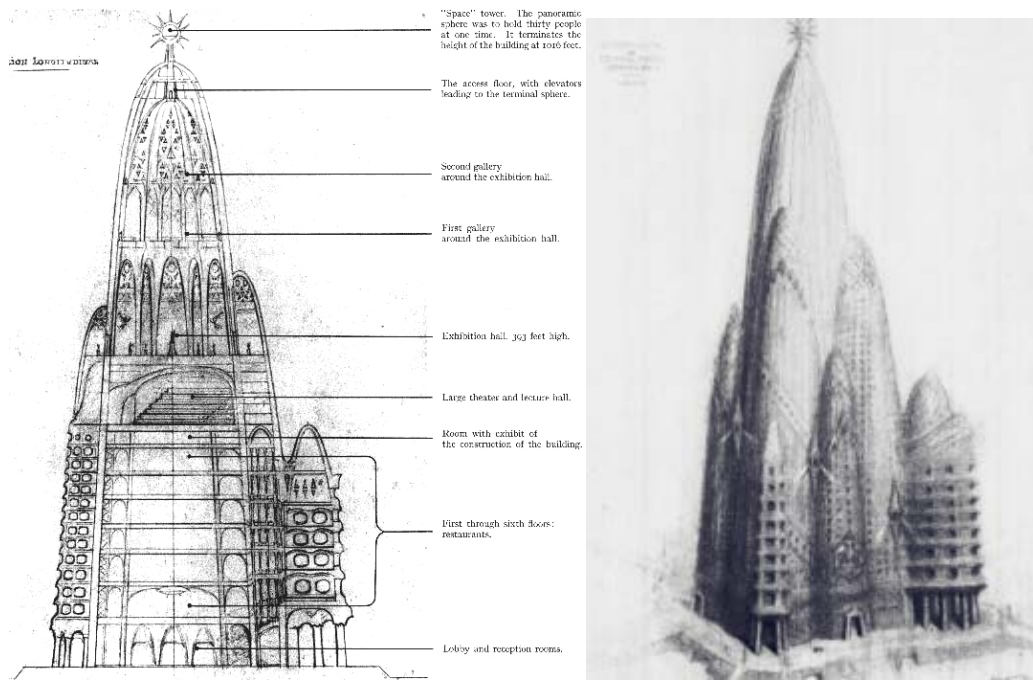 "Space" tower. The panoramic
sphere was to hold thirty people
at one time. It terminates the
height of the building at 1016 feet.
The access floor, with elevators
leading to the terminal sphere.
Second gallery
around the exhibition hall.
First gallery
around the exhibition hall.
Exhibition hall. 393 feet high.
Large theater and lecture hall.
Room with exhibit of
the construction of the building.
First through sixth floors:
restaurants.
Lobby and reception rooms.
LONGITUDINAL